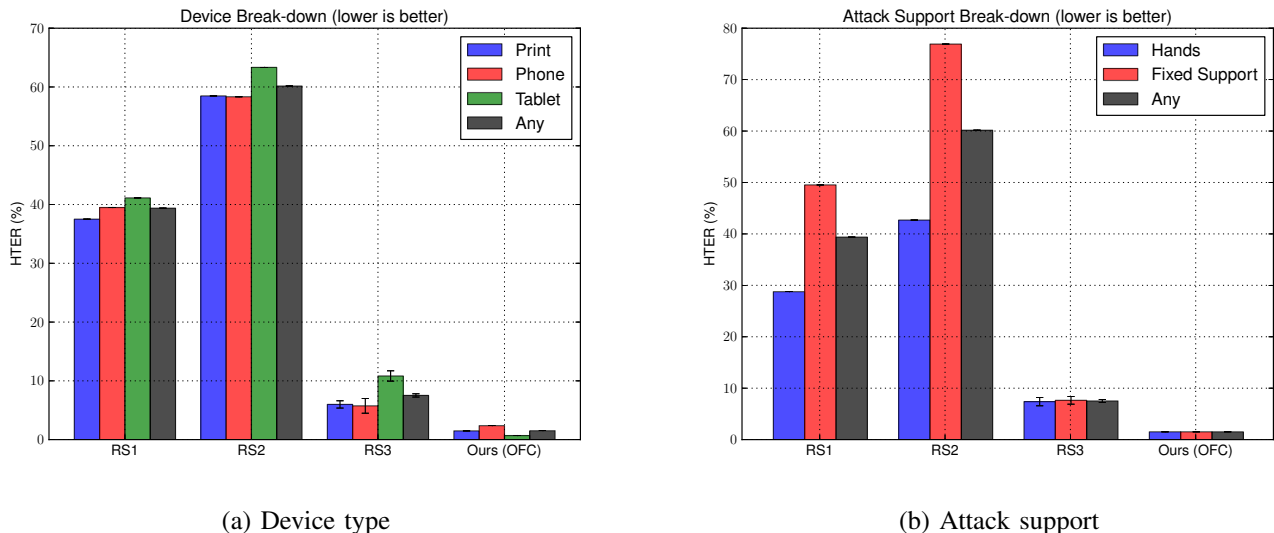 Device Break-down (lower is better)
70
60
50
40
30
20
10
0
HTER (%)
Print
Phone
Tablet
Any
RS1
RS2
RS3
Ours (OFC)
(a) Device type
Attack Support Break-down (lower is better)
80
70
60
50
40
30
20
10
0
HTER (%)
Hands
Fixed Support
Any
RS1
RS2
RS3
Ours (OFC)
(b) Attack support